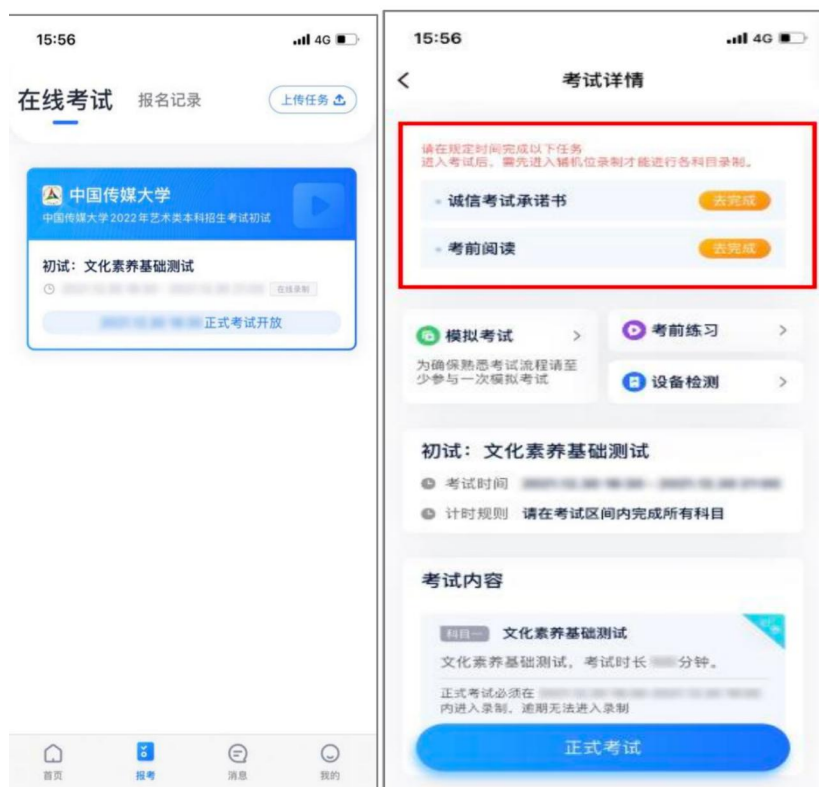 15:56
4G
在线考试
报名记录
上传任务
中国传媒大学
中国传媒大学2022年艺术类本科招生考试初试
初试：文化素养基础测试
在线录制
正式考试开放
首页
报考
消息
我的
15:56
4G
考试详情
请在规定时间完成以下任务
进入考试后，需先进入辅机位录制才能进行各科目录制。
诚信考试承诺书
去完成
考前阅读
去完成
模拟考试
为确保熟悉考试流程请至
少参与一次模拟考试
考前练习
设备检测
初试：文化素养基础测试
考试时间
计时规则 请在考试区间内完成所有科目
考试内容
科目一 文化素养基础测试
文化素养基础测试，考试时长 分钟。
正式考试必须在
内进入录制，逾期无法进入录制
正式考试